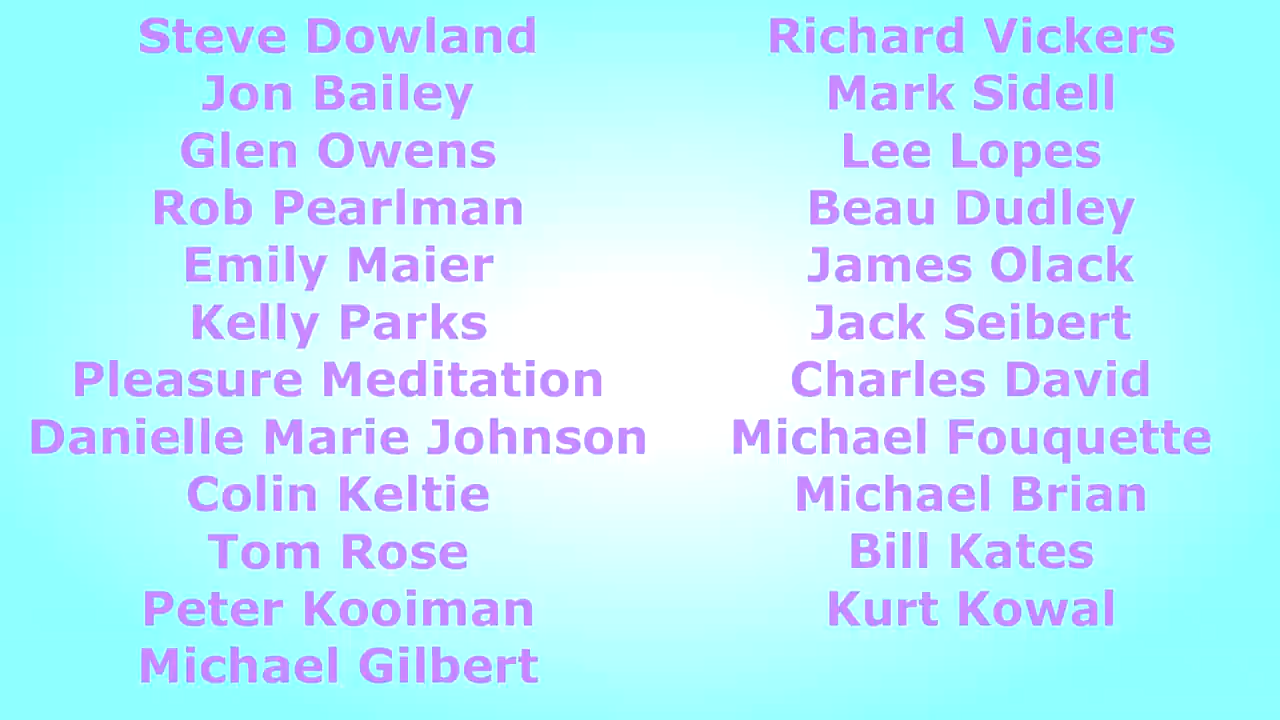 Steve Dowland
Jon Bailey
Glen Owens
Rob Pearlman
Emily Maier
Kelly Parks
Pleasure Meditation
Danielle Marie Johnson
Colin Keltie
Tom Rose
Peter Kooiman
Michael Gilbert
Richard Vickers
Mark Sidell
Lee Lopes
Beau Dudley
James Olack
Jack Seibert
Charles David
Michael Fouquette
Michael Brian
Bill Kates
Kurt Kowal